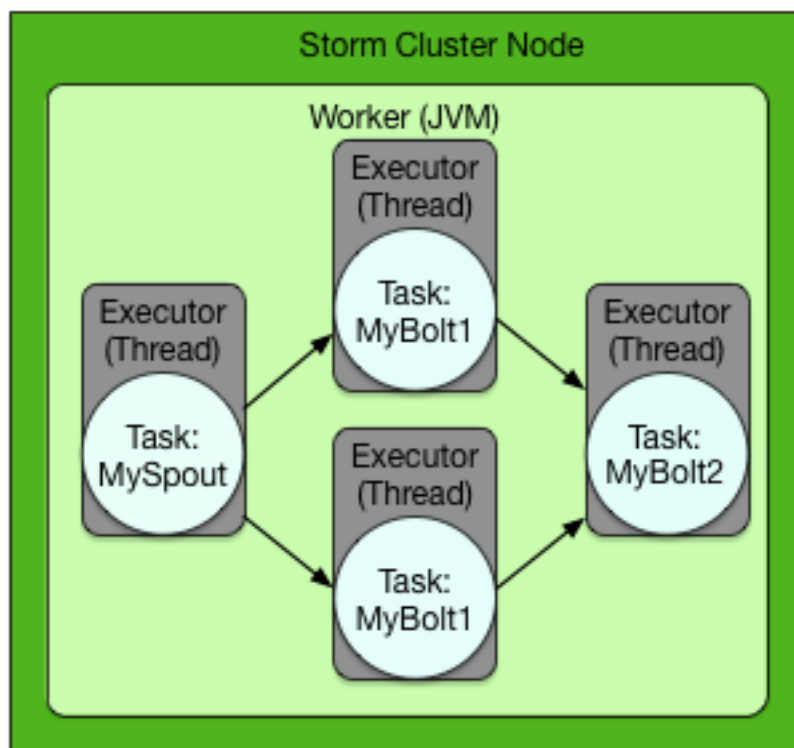 Storm Cluster Node
Worker (JVM)
Executor
(Thread)
Task:
MySpout
Executor
(Thread)
Task:
MyBolt1
Executor
(Thread)
Task:
MyBolt1
Executor
(Thread)
Task:
MyBolt2